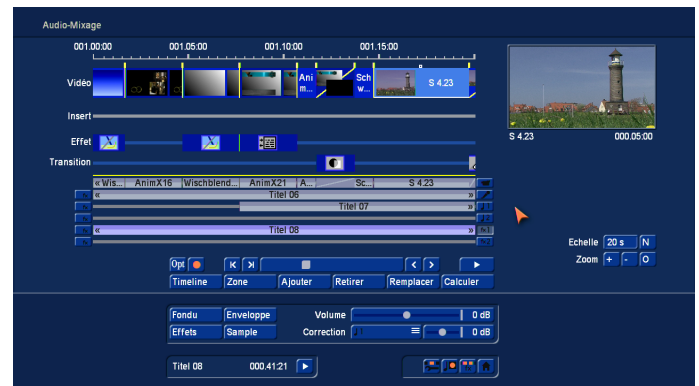 Audio-Mixage
001.00:00 001.05:00 001.10:00 001.15:00
Vidéo
Ani m...
Sch w...
S 4.23
Insert
Effet
Transition
S 4.23 000.05:00
« Wis... AnimX16 Wischblend... AnimX21 A... Sc... S 4.23
« Titel 06 »
Titel 07 »
« Titel 08 »
Echelle 20 s N
Zoom + - O
Opt
Timeline Zone Ajouter Retirer Remplacer Calculer
Fondu Enveloppe Volume 0 dB
Effets Sample Correction 0 dB
Titel 08 000.41:21